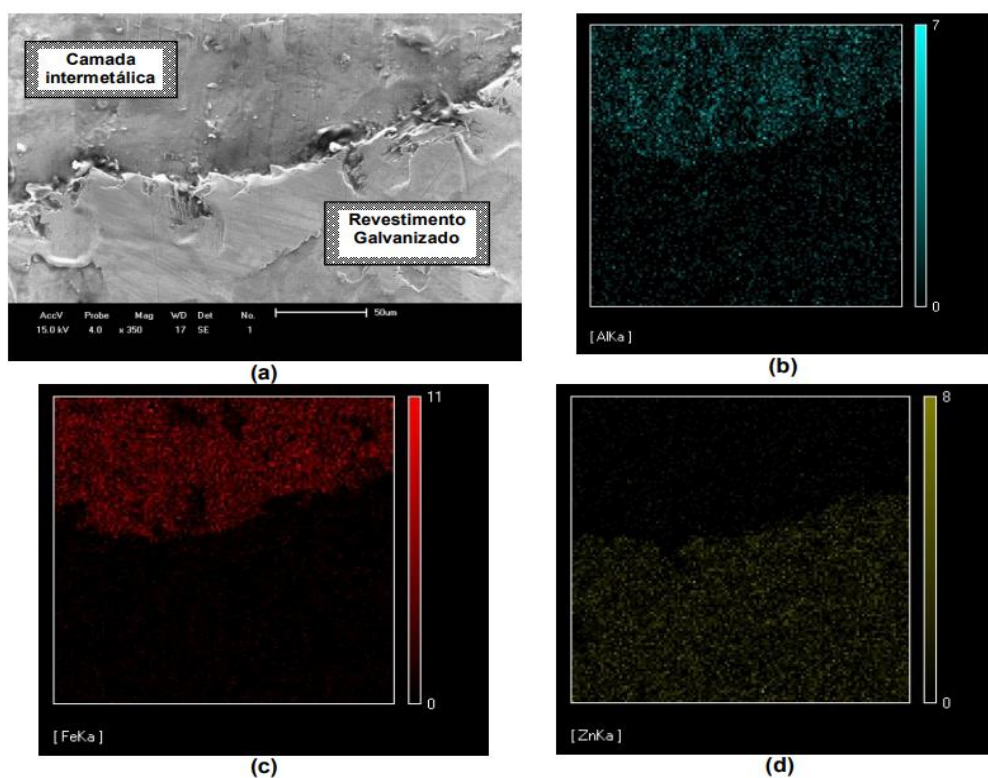 Camada
intermetálica
Revestimento
Galvanizado
AccV Probe Mag WD Det No.
15.0 kV 4.0 x 350 17 SE 1
50um
(a)
7
0
[ AlKa ]
(b)
11
0
[ FeKa ]
(c)
8
0
[ ZnKa ]
(d)